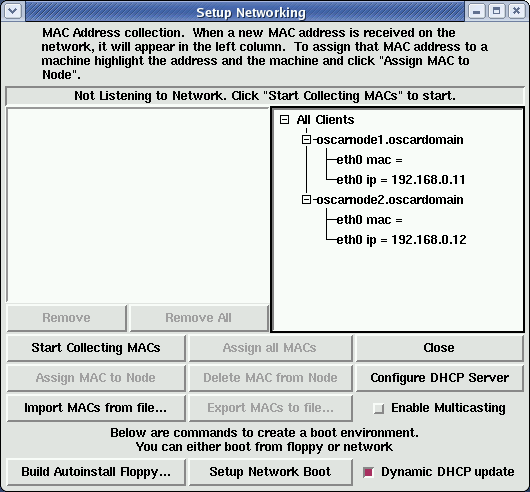 Setup Networking
MAC Address collection. When a new MAC address is received on the
network, it will appear in the left column. To assign that MAC address to a
machine highlight the address and the machine and click "Assign MAC to
Node".
Not Listening to Network. Click "Start Collecting MACs" to start.
All Clients
oscarnode1.oscardomain
eth0 mac =
eth0 ip = 192.168.0.11
oscarnode2.oscardomain
eth0 mac =
eth0 ip = 192.168.0.12
Remove
Remove All
Start Collecting MACs
Assign all MACs
Close
Assign MAC to Node
Delete MAC from Node
Configure DHCP Server
Import MACs from file...
Export MACs to file...
Enable Multicasting
Below are commands to create a boot environment.
You can either boot from floppy or network
Build Autoinstall Floppy...
Setup Network Boot
Dynamic DHCP update